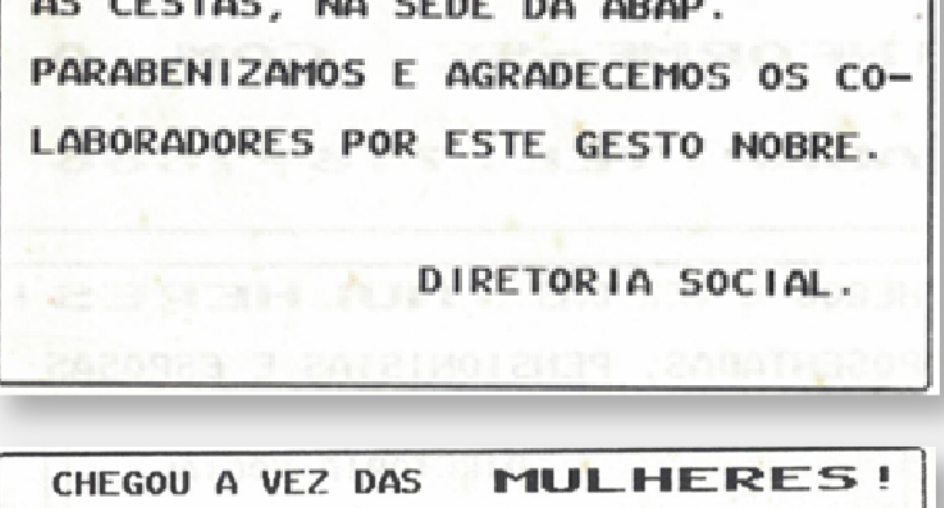 AS CESTAS, NA SEDE DA ABAP.
PARABENIZAMOS E AGRADECEMOS OS CO-
LABORADORES POR ESTE GESTO NOBRE.
DIRETORIA SOCIAL.
CHEGOU A VEZ DAS MULHERES!